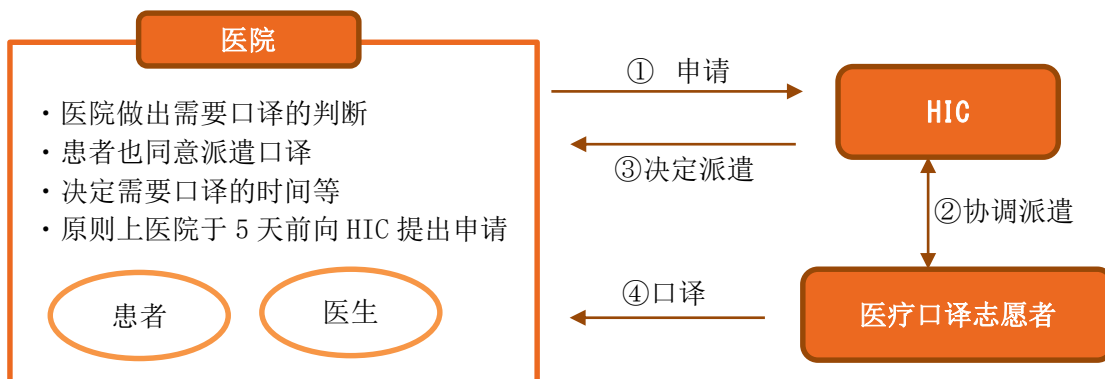 医院
・医院做出需要口译的判断
・患者也同意派遣口译
・决定需要口译的时间等
・原则上医院于 5 天前向 HIC 提出申请
患者
医生
① 申请
③决定派遣
④口译
HIC
②协调派遣
医疗口译志愿者